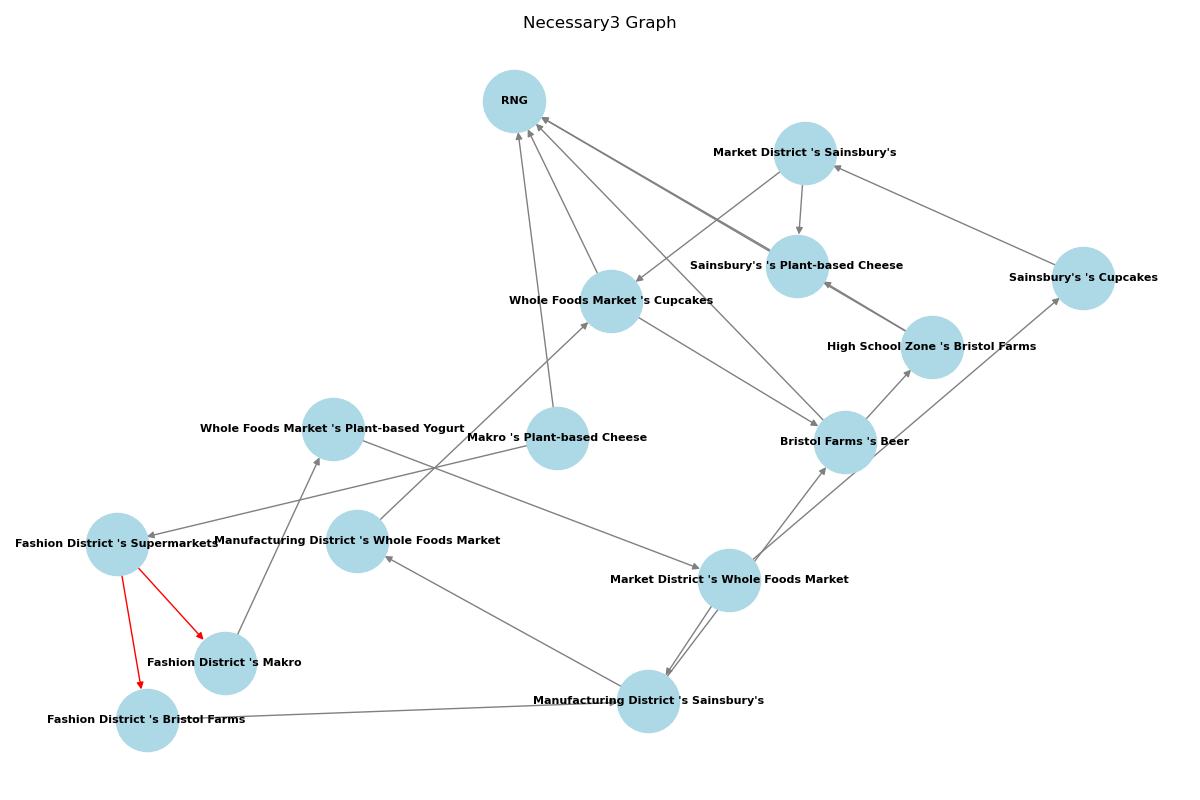 Necessary3 Graph
RNG
Market District 's Sainsbury's
Sainsbury's 's Plant-based Cheese
Sainsbury's 's Cupcakes
Whole Foods Market 's Cupcakes
High School Zone 's Bristol Farms
Whole Foods Market 's Plant-based Yogurt
Makro 's Plant-based Cheese
Bristol Farms 's Beer
Fashion District 's Supermarkets
Manufacturing District 's Whole Foods Market
Market District 's Whole Foods Market
Fashion District 's Makro
Manufacturing District 's Sainsbury's
Fashion District 's Bristol Farms